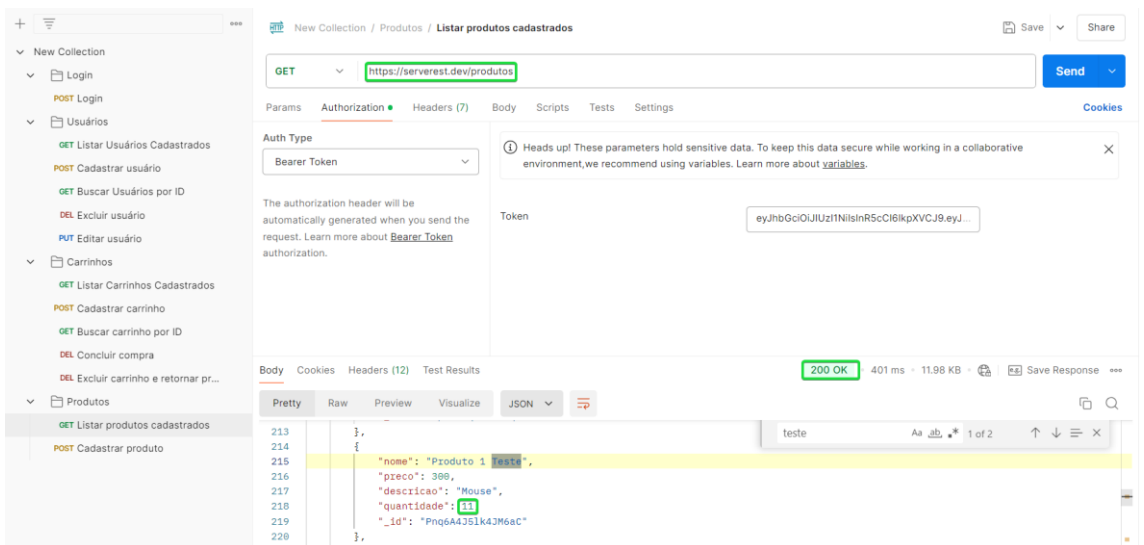 New Collection / Produtos / Listar produtos cadastrados
Save
Share
New Collection
Login
POST Login
Usuários
GET Listar Usuários Cadastrados
POST Cadastrar usuário
GET Buscar Usuários por ID
DEL Excluir usuário
PUT Editar usuário
Carrinhos
GET Listar Carrinhos Cadastrados
POST Cadastrar carrinho
GET Buscar carrinho por ID
DEL Concluir compra
DEL Excluir carrinho e retornar pr...
Produtos
GET Listar produtos cadastrados
POST Cadastrar produto
HTTP
GET https://serverest.dev/produtos
Send
Params Authorization Headers (7) Body Scripts Tests Settings
Cookies
Auth Type
Bearer Token
The authorization header will be
automatically generated when you send the
request. Learn more about Bearer Token
authorization.
Heads up! These parameters hold sensitive data. To keep this data secure while working in a collaborative
environment,we recommend using variables. Learn more about variables.
Token
eyJhbGciOiJIUzI1NiIsInR5cCI6IkpXVCJ9.eyJ...
Body Cookies Headers (12) Test Results
200 OK 401 ms 11.98 KB Save Response
Pretty Raw Preview Visualize JSON
teste Aa ab 1 of 2
213 },
214 {
215 "nome": "Produto 1 Teste",
216 "preco": 300,
217 "descricao": "Mouse",
218 "quantidade": 11
219 "_id": "Pnq6A4J5lk4JM6aC"
220 },